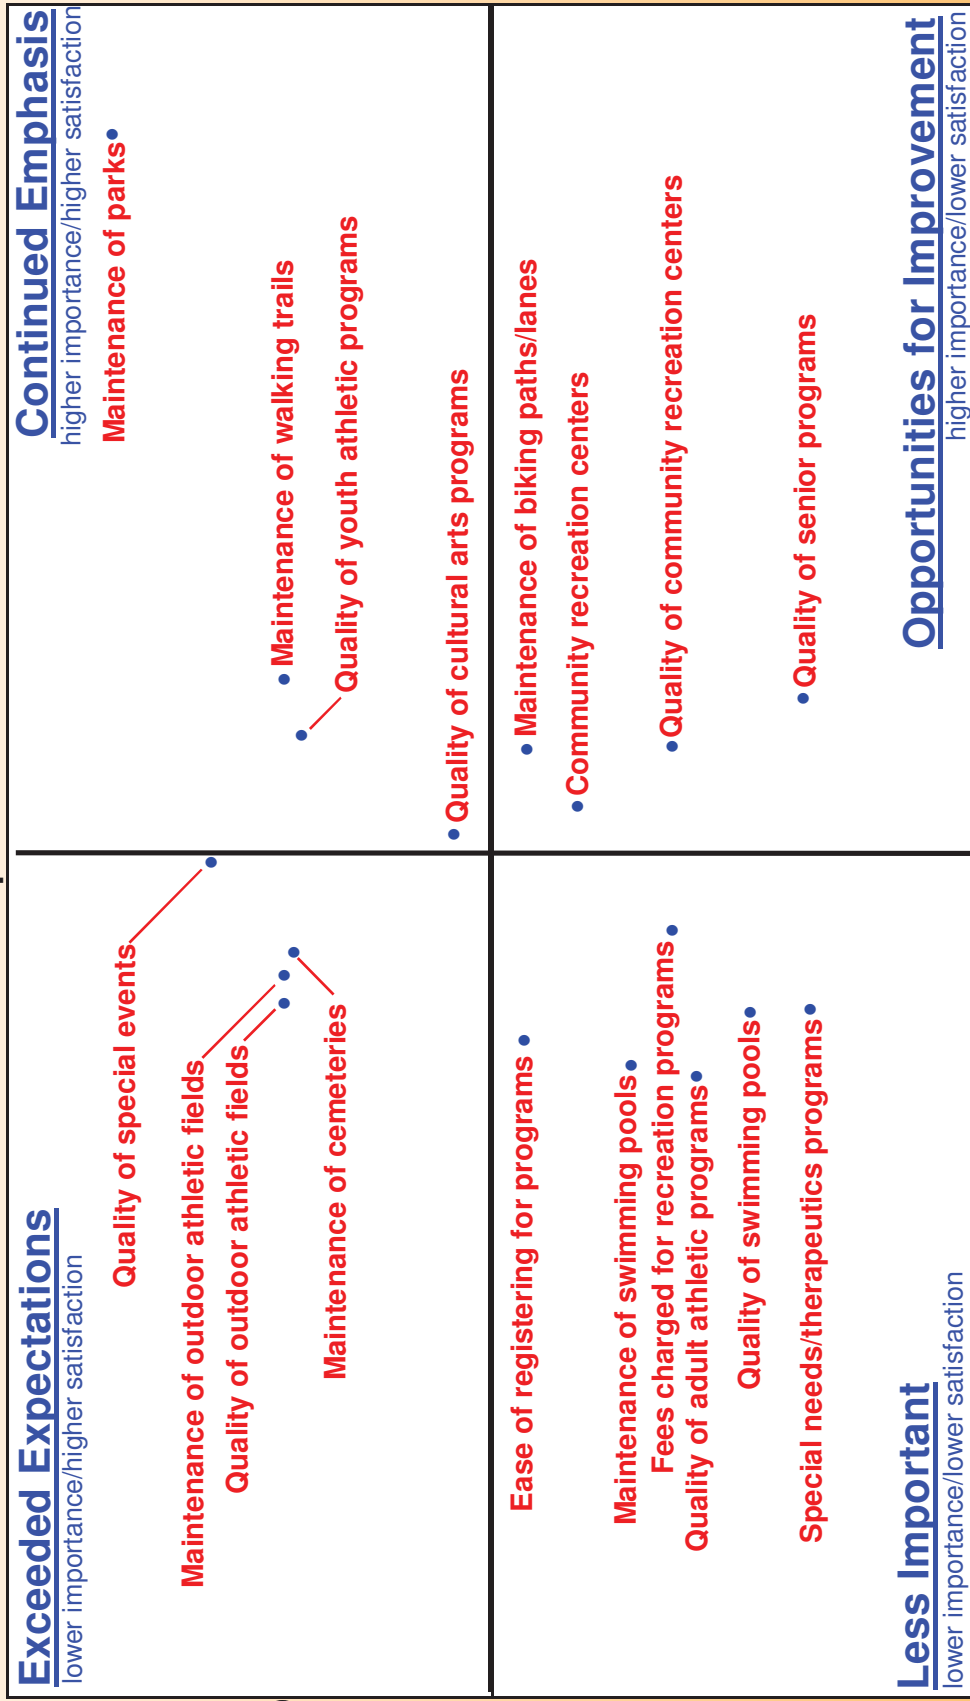 Exceeded Expectations
lower importance/higher satisfaction
Quality of special events
Maintenance of outdoor athletic fields
Quality of outdoor athletic fields
Maintenance of cemeteries
Continued Emphasis
higher importance/higher satisfaction
Maintenance of parks
Maintenance of walking trails
Quality of youth athletic programs
Quality of cultural arts programs
Ease of registering for programs
Maintenance of swimming pools
Fees charged for recreation programs
Quality of adult athletic programs
Quality of swimming pools
Special needs/therapeutics programs
Less Important
lower importance/lower satisfaction
Maintenance of biking paths/lanes
Community recreation centers
Quality of community recreation centers
Quality of senior programs
Opportunities for Improvement
higher importance/lower satisfaction